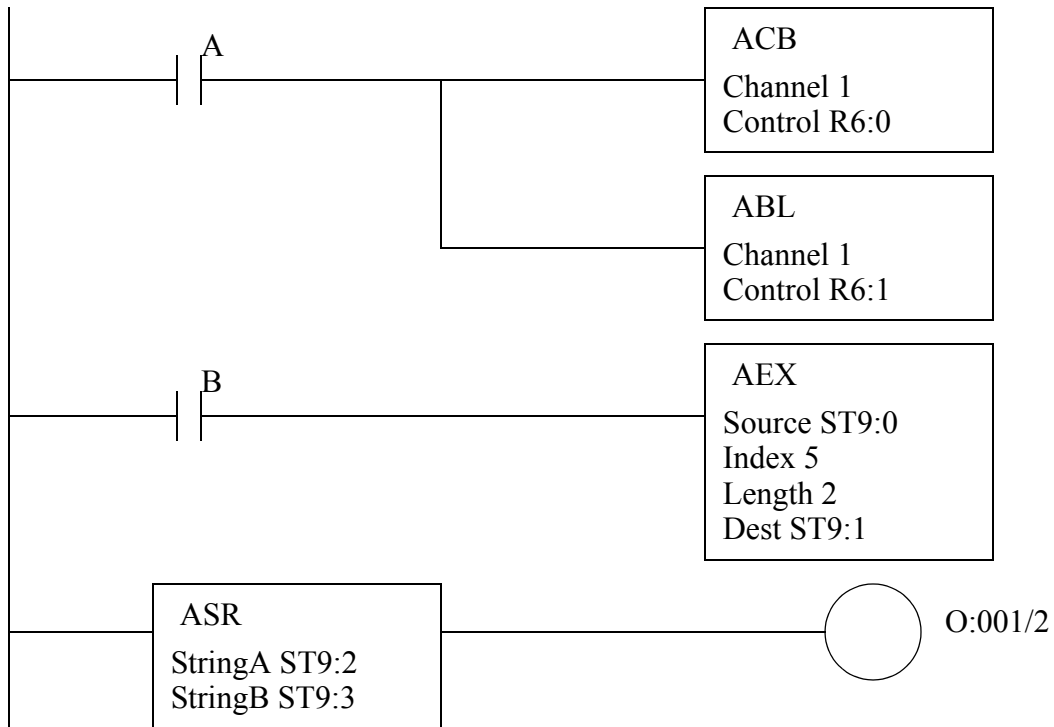 A
ACB
Channel 1
Control R6:0
ABL
Channel 1
Control R6:1
B
AEX
Source ST9:0
Index 5
Length 2
Dest ST9:1
ASR
StringA ST9:2
StringB ST9:3
O:001/2